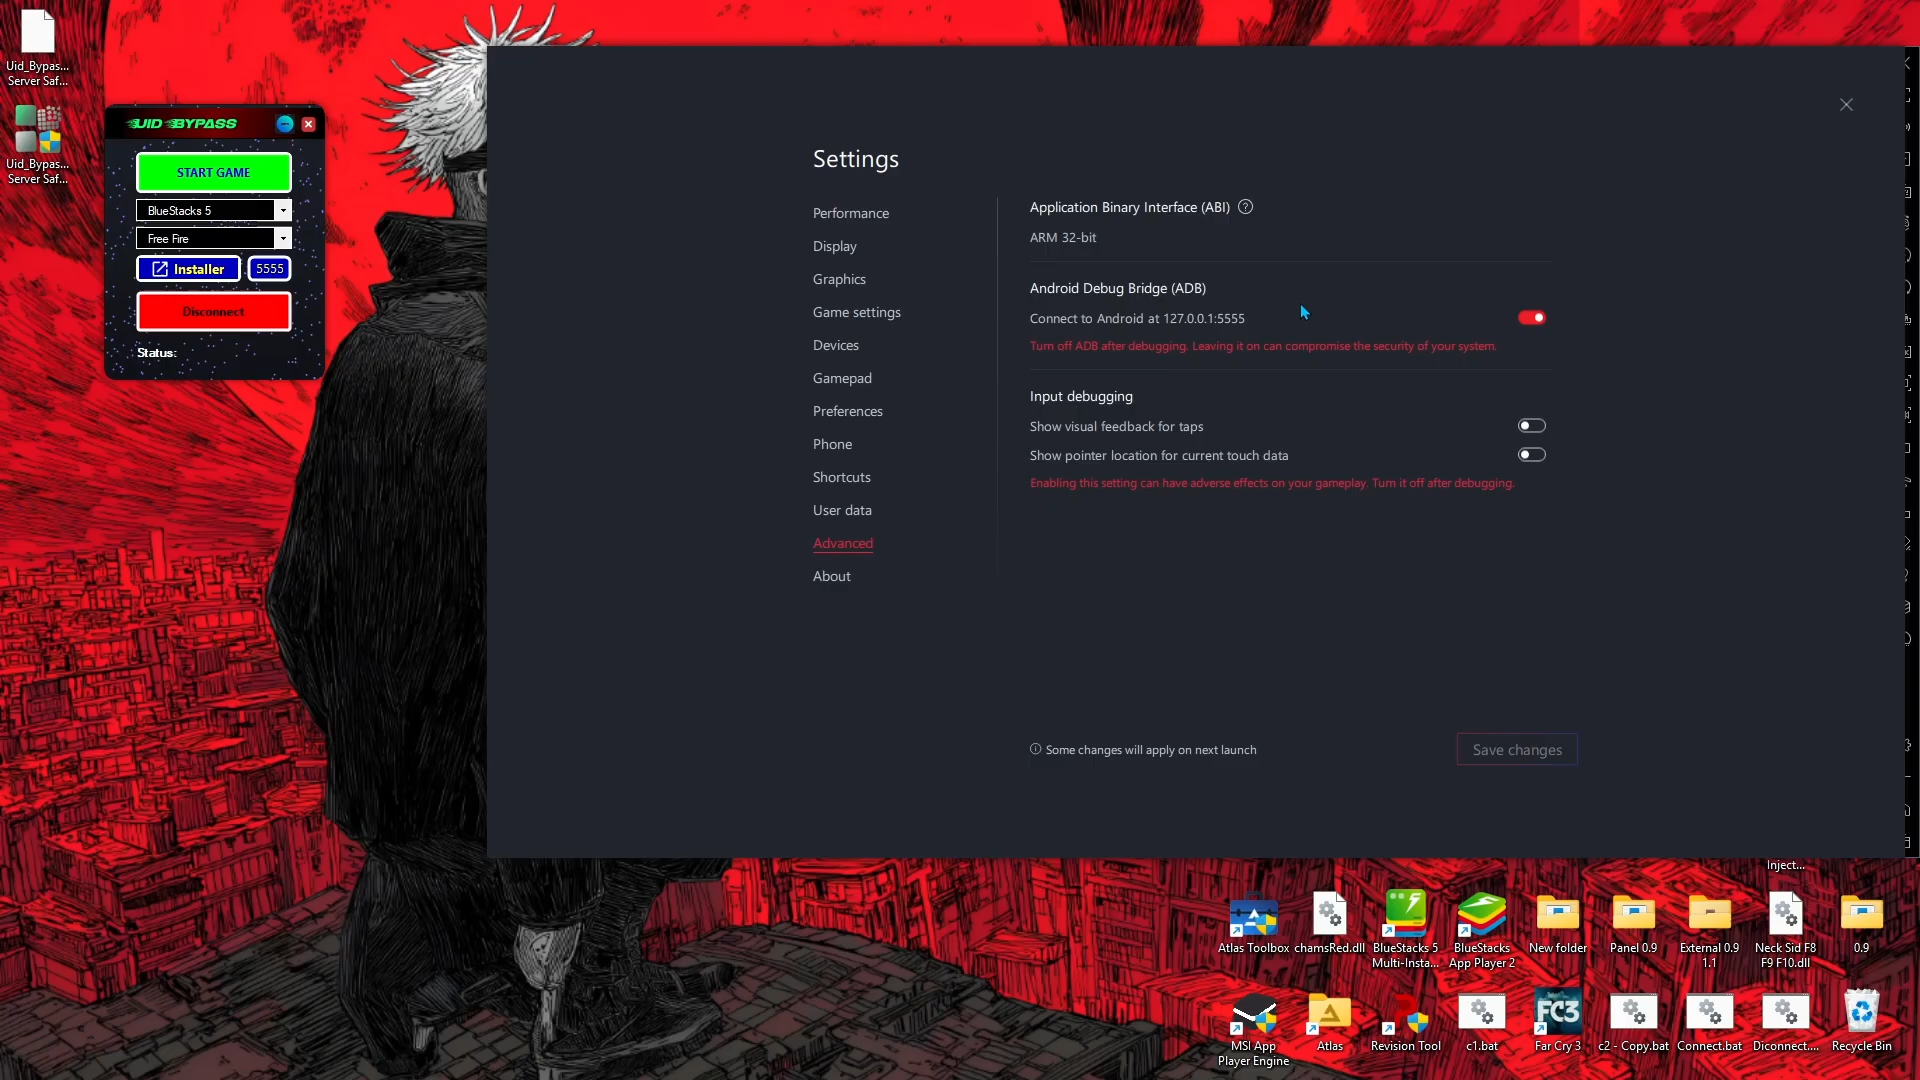 Uid_Bypas...
Server Saf...
Uid_Bypas...
Server Saf...
UID BYPASS
START GAME
BlueStacks 5
Free Fire
Installer
5555
Disconnect
Status:
Settings
Performance
Display
Graphics
Game settings
Devices
Gamepad
Preferences
Phone
Shortcuts
User data
Advanced
About
Application Binary Interface (ABI)
ARM 32-bit
Android Debug Bridge (ADB)
Connect to Android at 127.0.0.1:5555
Turn off ADB after debugging. Leaving it on can compromise the security of your system.
Input debugging
Show visual feedback for taps
Show pointer location for current touch data
Enabling this setting can have adverse effects on your gameplay. Turn it off after debugging.
Some changes will apply on next launch
Save changes
Inject...
Atlas Toolbox
chamsRed.dll
BlueStacks 5
Multi-Insta...
BlueStacks
App Player 2
New folder
Panel 0.9
External 0.9
1.1
Neck Sid F8
F9 F10.dll
0.9
MSI App
Player Engine
Atlas
Revision Tool
c1.bat
FC3
Far Cry 3
c2 - Copy.bat
Connect.bat
Diconnect....
Recycle Bin